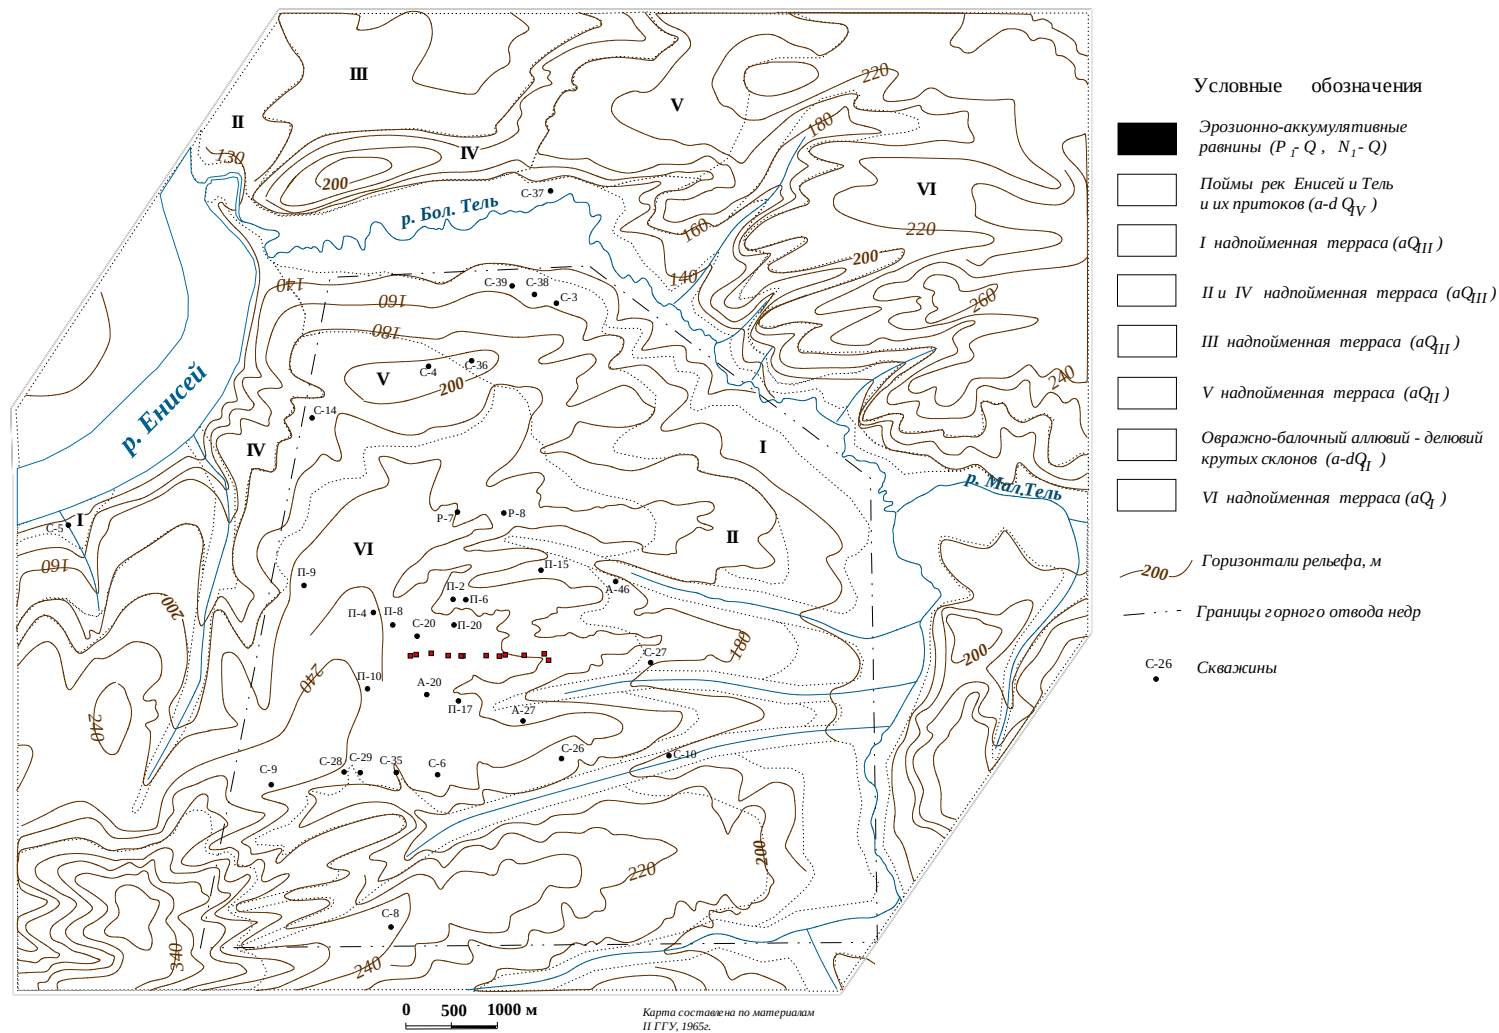 III
II
130
IV
200
V
220
180
VI
220
200
260
240
160
140
С-37
р. Бол. Тель
С-39
С-38
С-3
140
160
180
V
С-4
С-36
200
С-14
р. Енисей
IV
I
р. Мал.Тель
С-5
I
160
200
Р-7
Р-8
VI
II
П-9
П-15
А-46
П-2
П-6
П-4
П-8
С-20
П-20
180
С-27
200
240
П-10
А-20
П-17
А-27
240
С-9
С-28
С-29
С-35
С-6
С-26
С-10
200
220
С-8
340
240
0 500 1000 м
Карта составлена по материалам
II ГГУ, 1965г.
Условные обозначения
Эрозионно-аккумулятивные
равнины (P1- Q , N1 - Q)
Поймы рек Енисей и Тель
и их притоков (a-d QIV )
I надпойменная терраса (aQIII )
II и IV надпойменная терраса (aQIII )
III надпойменная терраса (aQIII )
V надпойменная терраса (aQII )
Овражно-балочный аллювий - делювий
крутых склонов (a-dQII )
VI надпойменная терраса (aQI )
200
Горизонтали рельефа, м
Границы горного отвода недр
С-26
Скважины